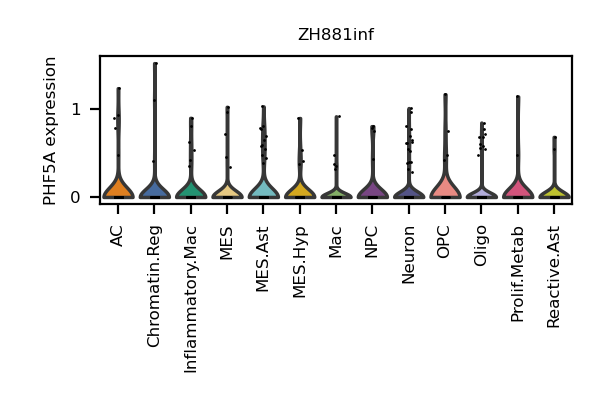 ZH881inf
PHF5A expression
1
0
AC
Chromatin.Reg
Inflammatory.Mac
MES
MES.Ast
MES.Hyp
Mac
NPC
Neuron
OPC
Oligo
Prolif.Metab
Reactive.Ast